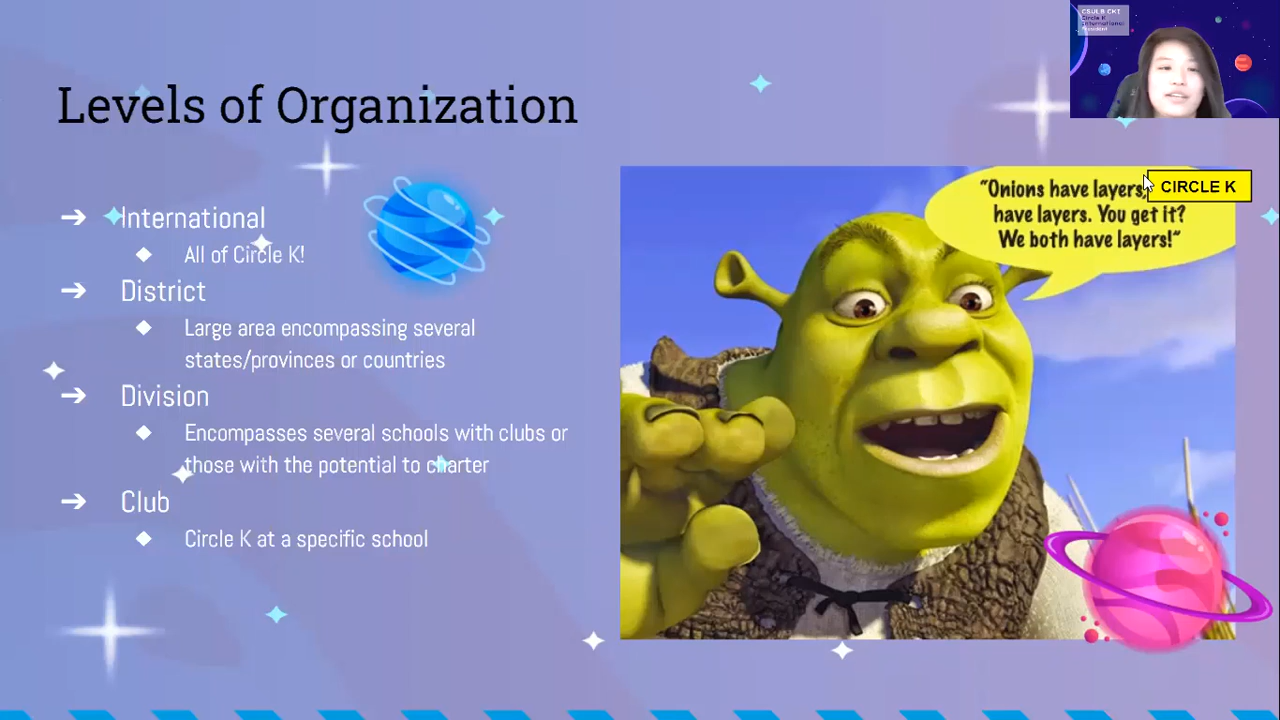 CSULB CKI
Circle K
International
President
Levels of Organization
"Onions have layers,
CIRCLE K
have layers. You get it?
We both have layers!"
International
All of Circle K!
District
Large area encompassing several
states/provinces or countries
Division
Encompasses several schools with clubs or
those with the potential to charter
Club
Circle K at a specific school